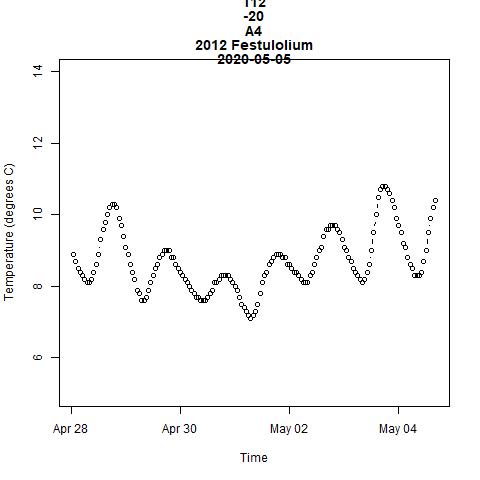 T12
-20
A4
2012 Festulolium
2020-05-05
14
12
10
8
6
Temperature (degrees C)
Apr 28
Apr 30
May 02
May 04
Time